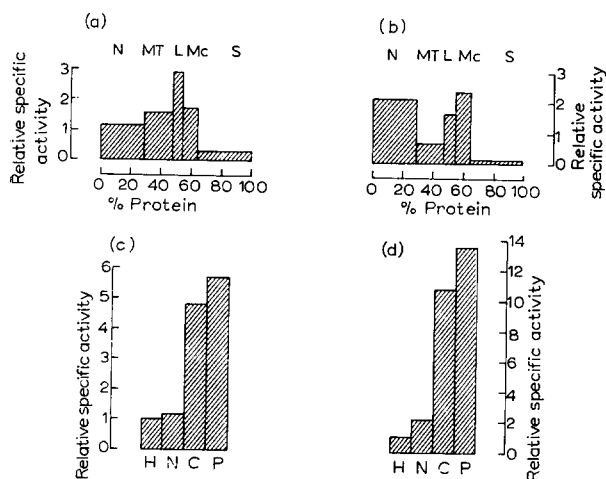 (a)
N MT L Mc S
Relative specific activity
3
2
1
0
0 20 40 60 80 100
% Protein
(b)
N MT L Mc S
3
2
1
0
Relative specific activity
0 20 40 60 80 100
% Protein
(c)
Relative specific activity
6
5
4
3
2
1
0
H N C P
(d)
14
12
10
8
6
4
2
0
Relative specific activity
H N C P